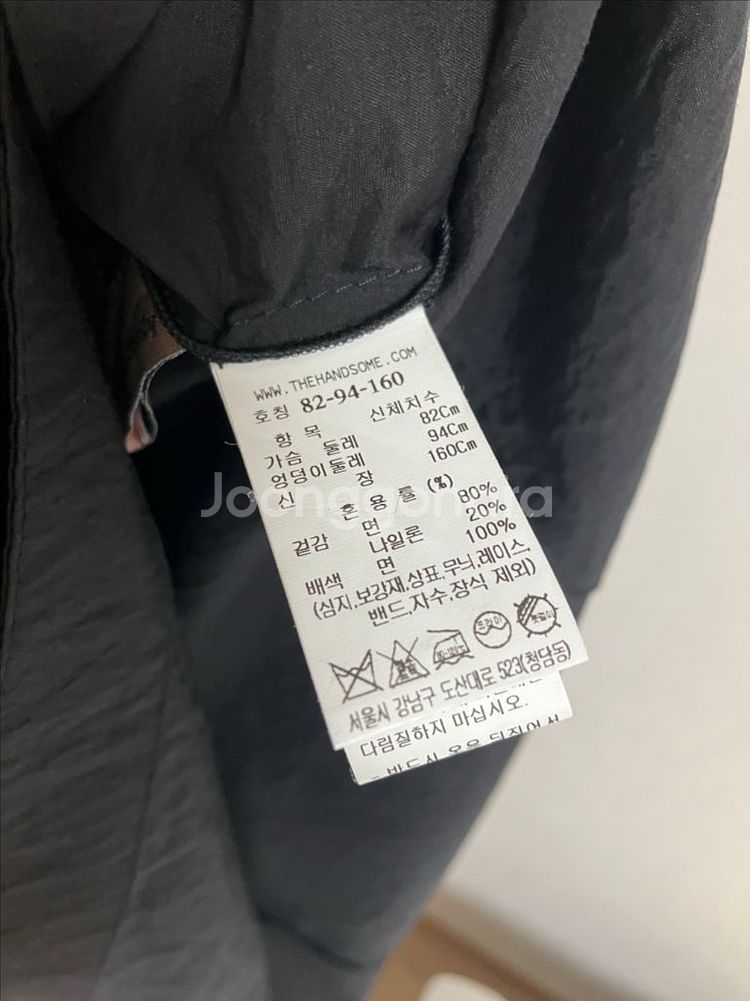 WWW.THEHANDSOME.COM
호칭 82-94-160
항 목 신체치수
가슴 둘레 82Cm
엉덩이둘레 94Cm
신 장 160Cm
혼 용 률 (%)
겉감 면 80%
나일론 20%
배색 면 100%
(심지,보강재,상표,무늬,레이스,
밴드,자수,장식 제외)
드라이
서울시 강남구 도산대로 523(청담동)
다림질하지 마십시오.
Joonggonara